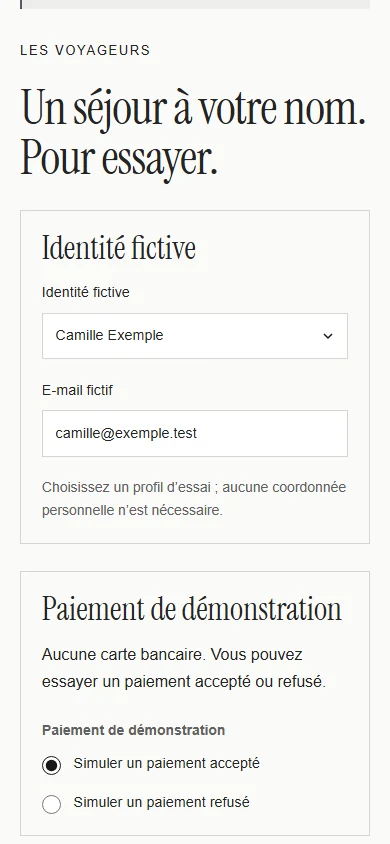 LES VOYAGEURS
Un séjour à votre nom.
Pour essayer.
Identité fictive
Identité fictive
Camille Exemple
E-mail fictif
camille@exemple.test
Choisissez un profil d’essai ; aucune coordonnée
personnelle n’est nécessaire.
Paiement de démonstration
Aucune carte bancaire. Vous pouvez
essayer un paiement accepté ou refusé.
Paiement de démonstration
Simuler un paiement accepté
Simuler un paiement refusé